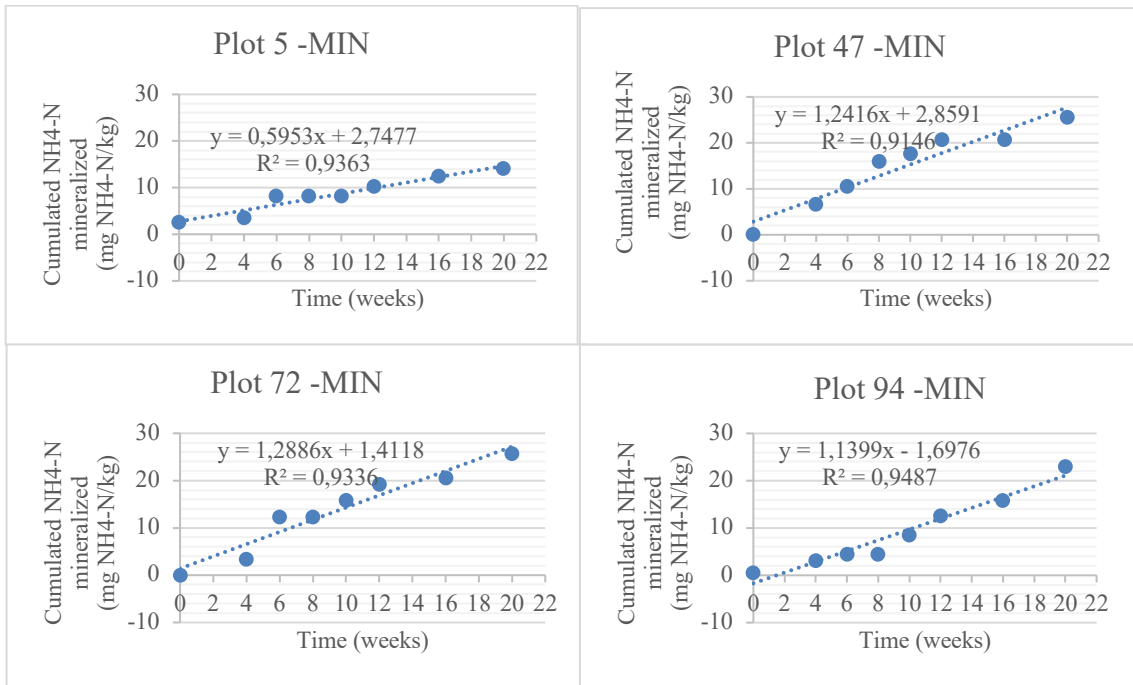 Plot 5 -MIN
Cumulated NH4-N
mineralized
(mg NH4-N/kg)
30
20
10
0
-10
y = 0,5953x + 2,7477
R² = 0,9363
0 2 4 6 8 10 12 14 16 18 20 22
Time (weeks)
Plot 47 -MIN
Cumulated NH4-N
mineralized
(mg NH4-N/kg)
30
20
10
0
-10
y = 1,2416x + 2,8591
R² = 0,9146
0 2 4 6 8 10 12 14 16 18 20 22
Time (weeks)
Plot 72 -MIN
Cumulated NH4-N
mineralized
(mg NH4-N/kg)
30
20
10
0
-10
y = 1,2886x + 1,4118
R² = 0,9336
0 2 4 6 8 10 12 14 16 18 20 22
Time (weeks)
Plot 94 -MIN
Cumulated NH4-N
mineralized
(mg NH4-N/kg)
30
20
10
0
-10
y = 1,1399x - 1,6976
R² = 0,9487
0 2 4 6 8 10 12 14 16 18 20 22
Time (weeks)